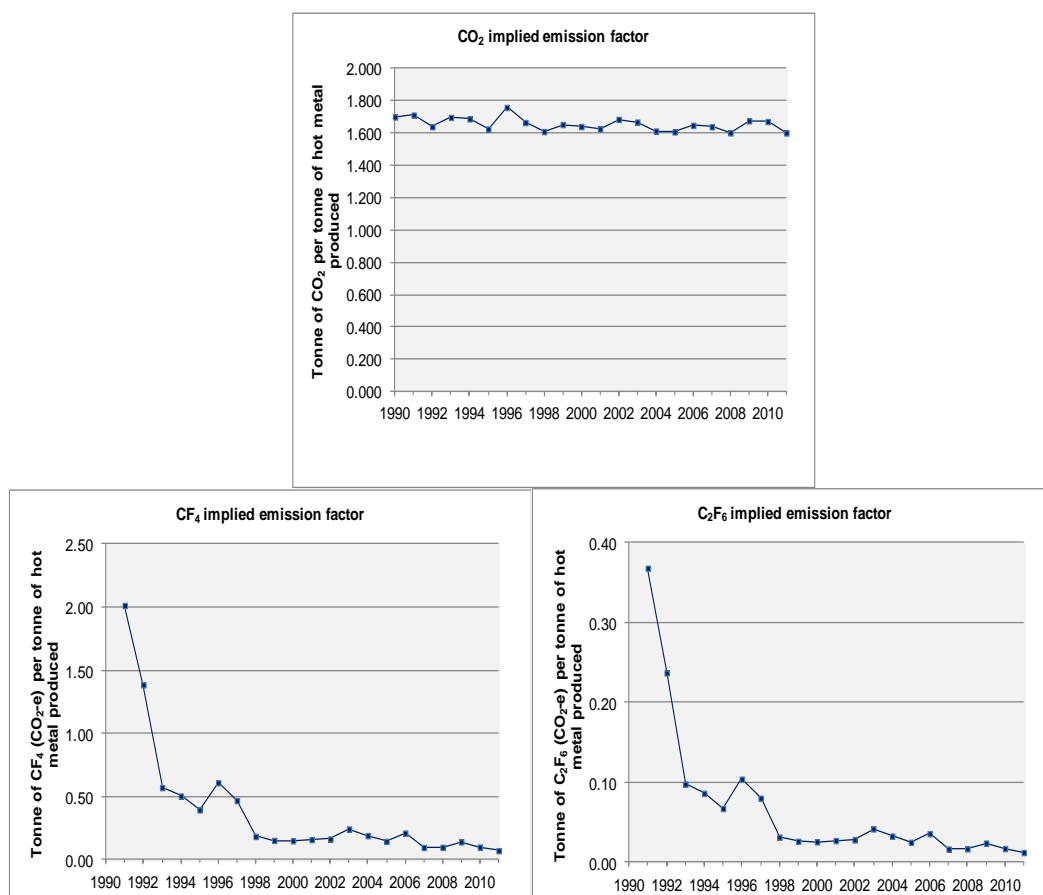 CO₂ implied emission factor
Tonne of CO₂ per tonne of hot metal
produced
2.000
1.800
1.600
1.400
1.200
1.000
0.800
0.600
0.400
0.200
0.000
1990 1992 1994 1996 1998 2000 2002 2004 2006 2008 2010
CF₄ implied emission factor
Tonne of CF₄ (CO₂-e) per tonne of hot
metal produced
2.50
2.00
1.50
1.00
0.50
0.00
1990 1992 1994 1996 1998 2000 2002 2004 2006 2008 2010
C₂F₆ implied emission factor
Tonne of C₂F₆ (CO₂-e) per tonne of hot
metal produced
0.40
0.30
0.20
0.10
0.00
1990 1992 1994 1996 1998 2000 2002 2004 2006 2008 2010